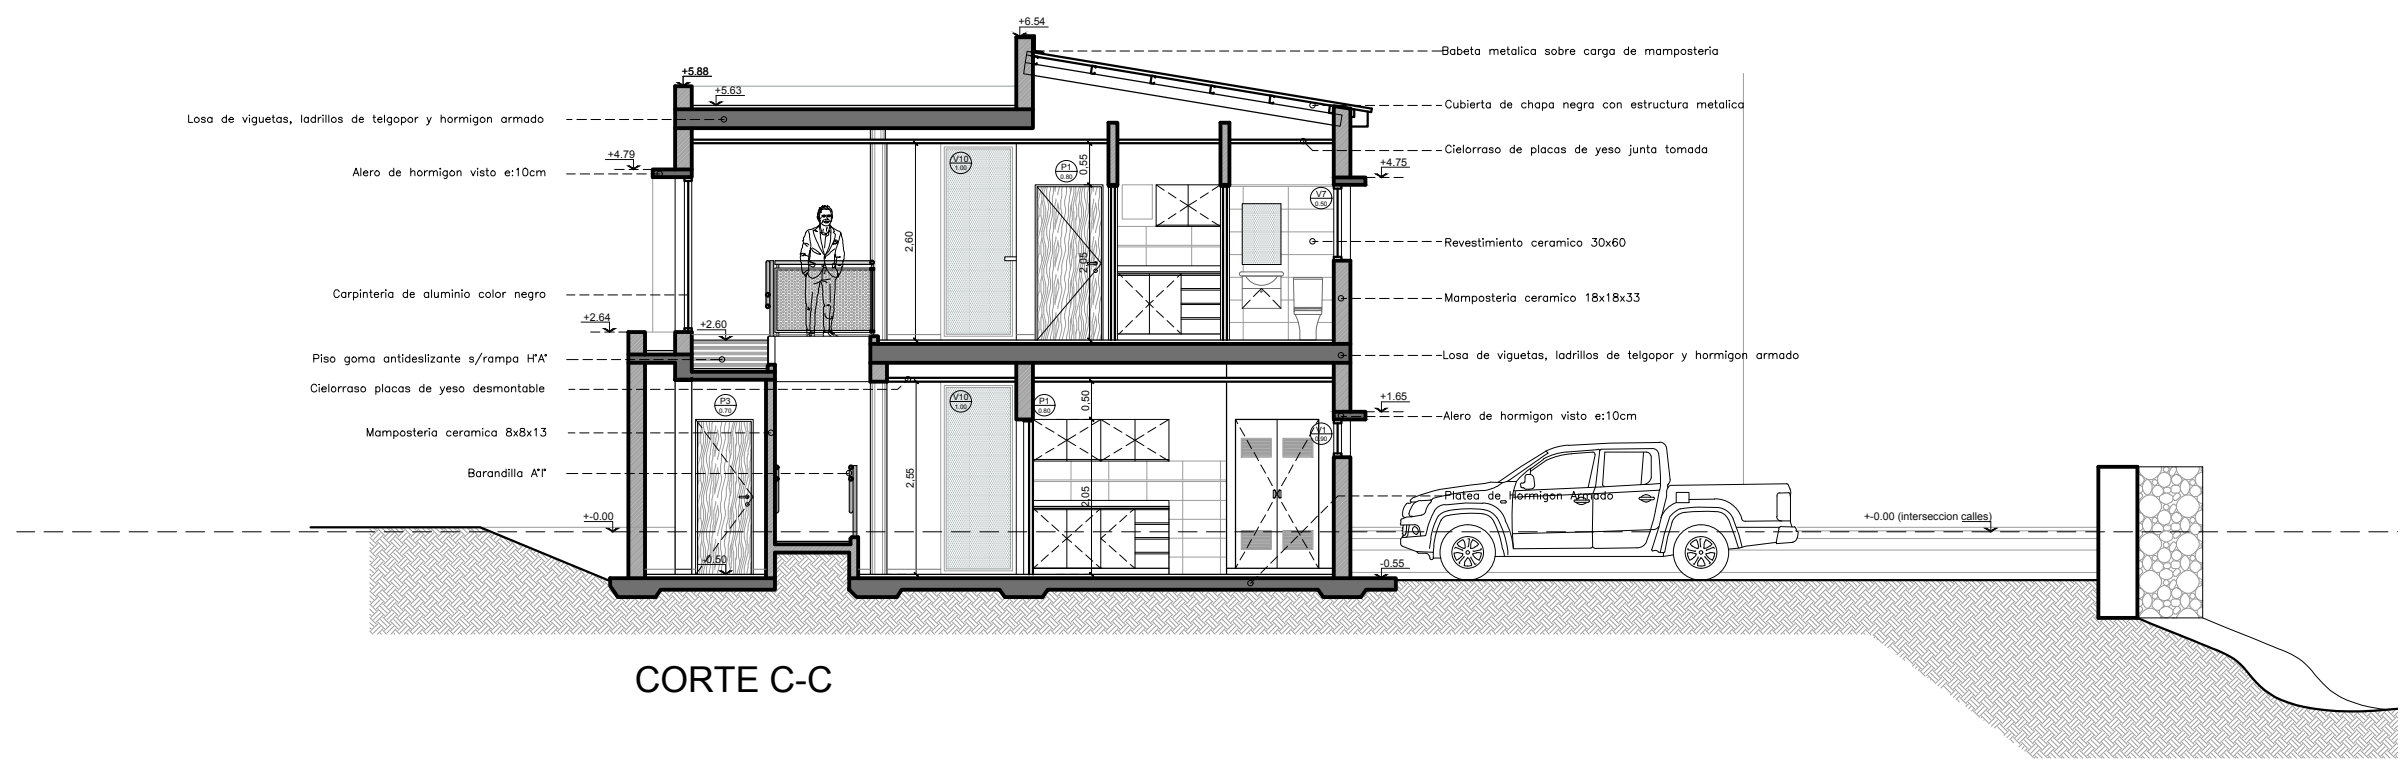 +6.54
Babeta metalica sobre carga de mamposteria
+5.88
+5.63
Cubierta de chapa negra con estructura metalica
Losa de viguetas, ladrillos de telgopor y hormigon armado
Cielorraso de placas de yeso junta tomada
+4.79
V10
1.00
P1
0.80
0,55
+4.75
Alero de hormigon visto e:10cm
V7
0.50
2,60
2,05
Revestimiento ceramico 30x60
Carpinteria de aluminio color negro
Mamposteria ceramico 18x18x33
+2.64
+2.60
Piso goma antideslizante s/rampa H°A°
Losa de viguetas, ladrillos de telgopor y hormigon armado
Cielorraso placas de yeso desmontable
P3
0.70
V10
1.00
P1
0.80
0,50
+1.65
Alero de hormigon visto e:10cm
Mamposteria ceramica 8x8x13
V1
0.90
Barandilla A°I°
2,55
2,05
Platea de Hormigon Armado
+-0.00
+-0.00 (interseccion calles)
-0.50
-0.55
CORTE C-C